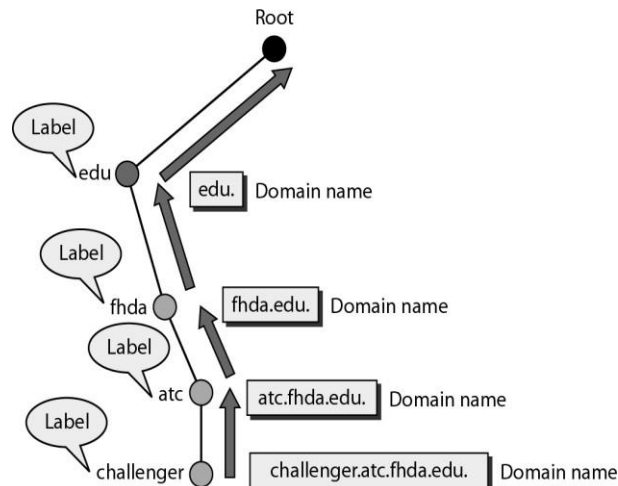 Root
Label
edu
edu. Domain name
Label
fhda
fhda.edu. Domain name
Label
atc
atc.fhda.edu. Domain name
Label
challenger
challenger.atc.fhda.edu. Domain name